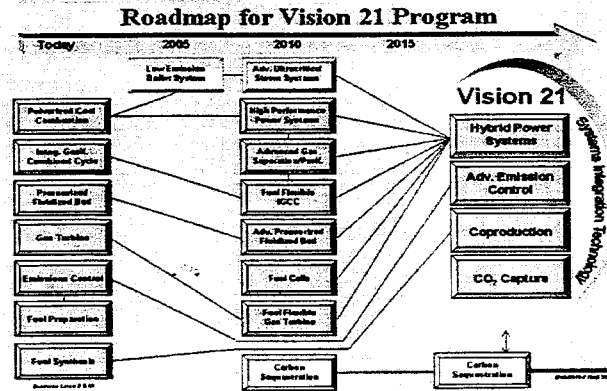 Roadmap for Vision 21 Program
Today 2005 2010 2015
Low Emission
Boiler System
Adv. Ultracritical
Steam Systems
Pulverized Coal
Combustion
High Performance
Power Systems
Integ. Gasif.
Combined Cycle
Advanced Gas
Separation/Purif.
Pressurized
Fluidized Bed
Fuel Flexible
IGCC
Gas Turbine
Adv. Pressurized
Fluidized Bed
Emissions Control
Fuel Cells
Fuel Preparation
Fuel Flexible
Gas Turbine
Fuel Synthesis
Carbon
Sequestration
Vision 21
Hybrid Power
Systems
Adv. Emission
Control
Coproduction
CO₂ Capture
Systems Integration Technology
Carbon
Sequestration